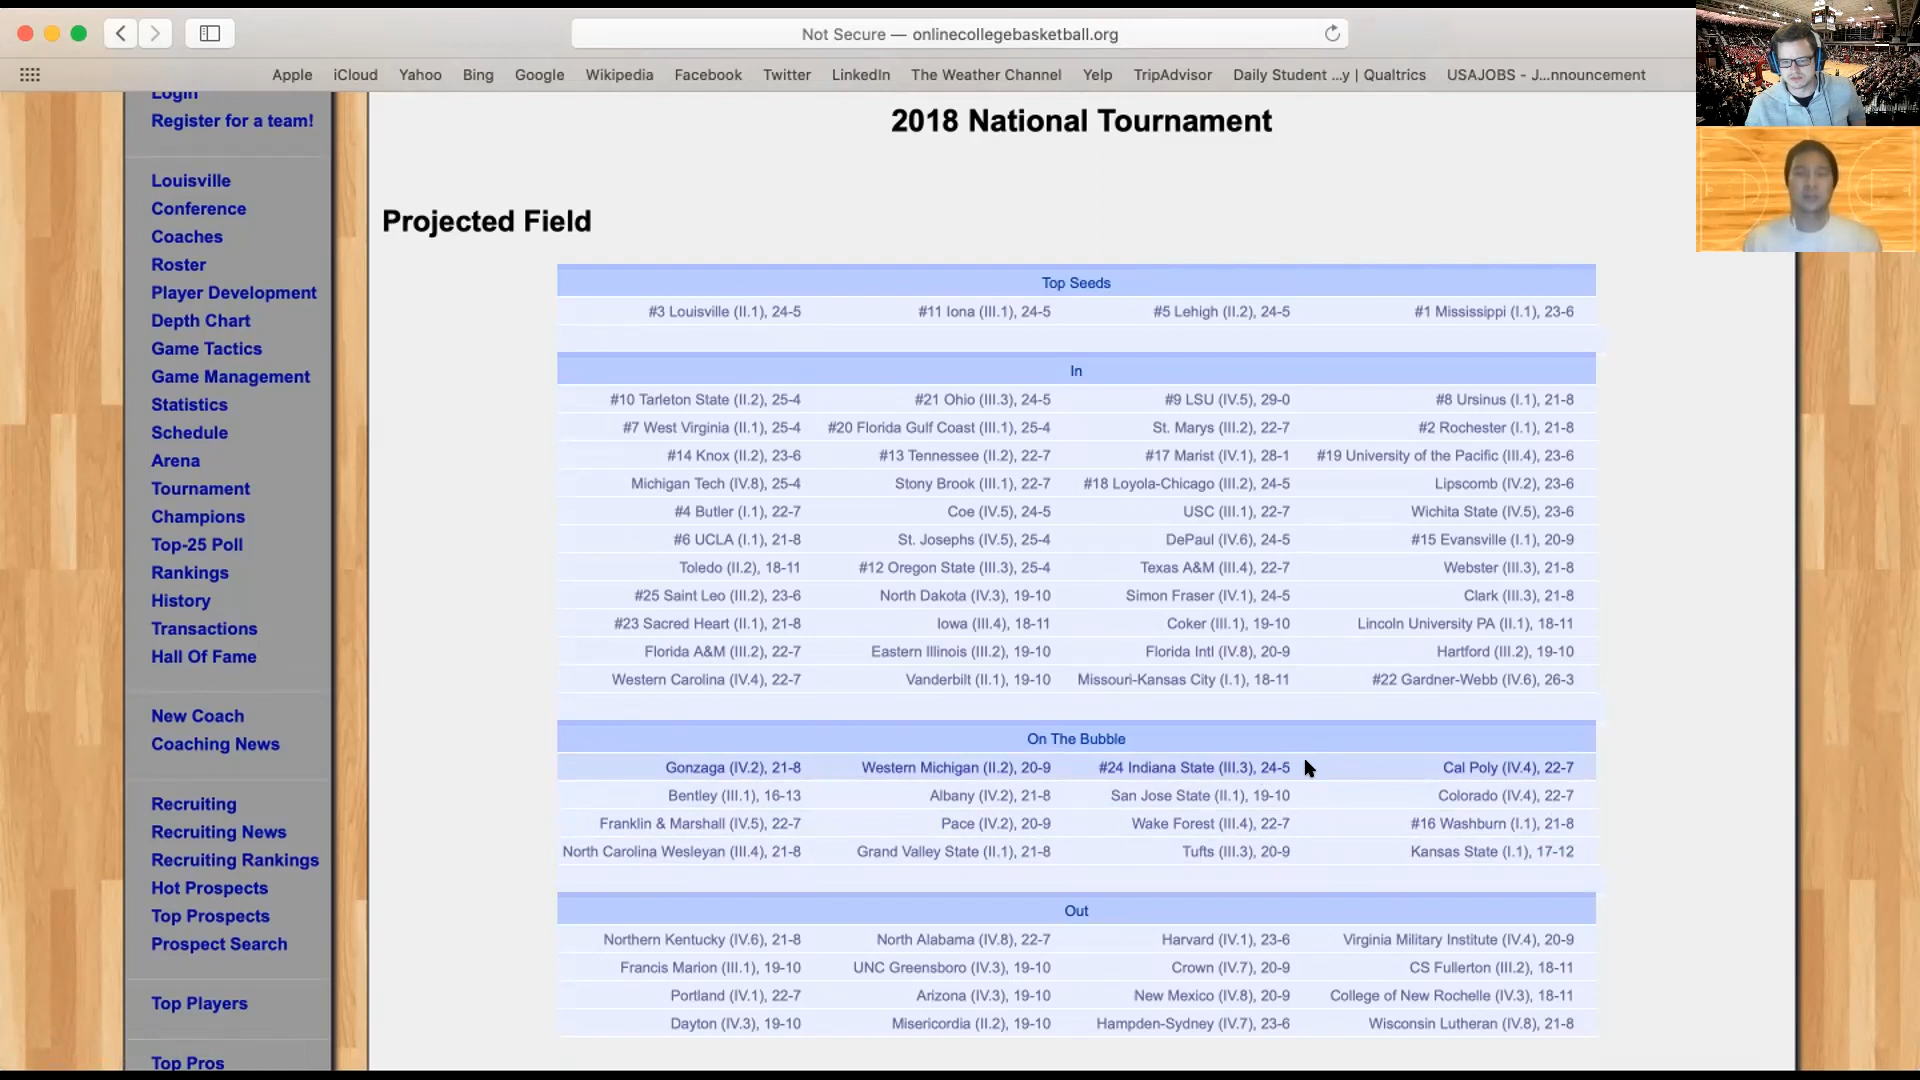 Not Secure — onlinecollegebasketball.org
Apple iCloud Yahoo Bing Google Wikipedia Facebook Twitter LinkedIn The Weather Channel Yelp TripAdvisor Daily Student ...y | Qualtrics USAJOBS - J...nnouncement
Login
Register for a team!
Louisville
Conference
Coaches
Roster
Player Development
Depth Chart
Game Tactics
Game Management
Statistics
Schedule
Arena
Tournament
Champions
Top-25 Poll
Rankings
History
Transactions
Hall Of Fame
New Coach
Coaching News
Recruiting
Recruiting News
Recruiting Rankings
Hot Prospects
Top Prospects
Prospect Search
Top Players
Top Pros
2018 National Tournament
Projected Field
Top Seeds
#3 Louisville (II.1), 24-5 #11 Iona (III.1), 24-5 #5 Lehigh (II.2), 24-5 #1 Mississippi (I.1), 23-6
In
#10 Tarleton State (II.2), 25-4 #21 Ohio (III.3), 24-5 #9 LSU (IV.5), 29-0 #8 Ursinus (I.1), 21-8
#7 West Virginia (II.1), 25-4 #20 Florida Gulf Coast (III.1), 25-4 St. Marys (III.2), 22-7 #2 Rochester (I.1), 21-8
#14 Knox (II.2), 23-6 #13 Tennessee (II.2), 22-7 #17 Marist (IV.1), 28-1 #19 University of the Pacific (III.4), 23-6
Michigan Tech (IV.8), 25-4 Stony Brook (III.1), 22-7 #18 Loyola-Chicago (III.2), 24-5 Lipscomb (IV.2), 23-6
#4 Butler (I.1), 22-7 Coe (IV.5), 24-5 USC (III.1), 22-7 Wichita State (IV.5), 23-6
#6 UCLA (I.1), 21-8 St. Josephs (IV.5), 25-4 DePaul (IV.6), 24-5 #15 Evansville (I.1), 20-9
Toledo (II.2), 18-11 #12 Oregon State (III.3), 25-4 Texas A&M (III.4), 22-7 Webster (III.3), 21-8
#25 Saint Leo (III.2), 23-6 North Dakota (IV.3), 19-10 Simon Fraser (IV.1), 24-5 Clark (III.3), 21-8
#23 Sacred Heart (II.1), 21-8 Iowa (III.4), 18-11 Coker (III.1), 19-10 Lincoln University PA (II.1), 18-11
Florida A&M (III.2), 22-7 Eastern Illinois (III.2), 19-10 Florida Intl (IV.8), 20-9 Hartford (III.2), 19-10
Western Carolina (IV.4), 22-7 Vanderbilt (II.1), 19-10 Missouri-Kansas City (I.1), 18-11 #22 Gardner-Webb (IV.6), 26-3
On The Bubble
Gonzaga (IV.2), 21-8 Western Michigan (II.2), 20-9 #24 Indiana State (III.3), 24-5 Cal Poly (IV.4), 22-7
Bentley (III.1), 16-13 Albany (IV.2), 21-8 San Jose State (II.1), 19-10 Colorado (IV.4), 22-7
Franklin & Marshall (IV.5), 22-7 Pace (IV.2), 20-9 Wake Forest (III.4), 22-7 #16 Washburn (I.1), 21-8
North Carolina Wesleyan (III.4), 21-8 Grand Valley State (II.1), 21-8 Tufts (III.3), 20-9 Kansas State (I.1), 17-12
Out
Northern Kentucky (IV.6), 21-8 North Alabama (IV.8), 22-7 Harvard (IV.1), 23-6 Virginia Military Institute (IV.4), 20-9
Francis Marion (III.1), 19-10 UNC Greensboro (IV.3), 19-10 Crown (IV.7), 20-9 CS Fullerton (III.2), 18-11
Portland (IV.1), 22-7 Arizona (IV.3), 19-10 New Mexico (IV.8), 20-9 College of New Rochelle (IV.3), 18-11
Dayton (IV.3), 19-10 Misericordia (II.2), 19-10 Hampden-Sydney (IV.7), 23-6 Wisconsin Lutheran (IV.8), 21-8